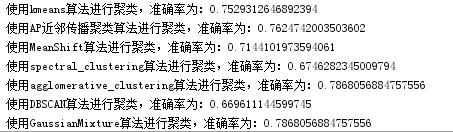 使用kmeans算法进行聚类，准确率为：0.7529312646892394
使用AP近邻传播聚类算法进行聚类，准确率为：0.7624742003503602
使用MeanShift算法进行聚类，准确率为：0.7144101973594061
使用spectral_clustering算法进行聚类，准确率为：0.6746282345009794
使用agglomerative_clustering算法进行聚类，准确率为：0.7868056884757556
使用DBSCAN算法进行聚类，准确率为：0.669611144599745
使用GaussianMixture算法进行聚类，准确率为：0.7868056884757556